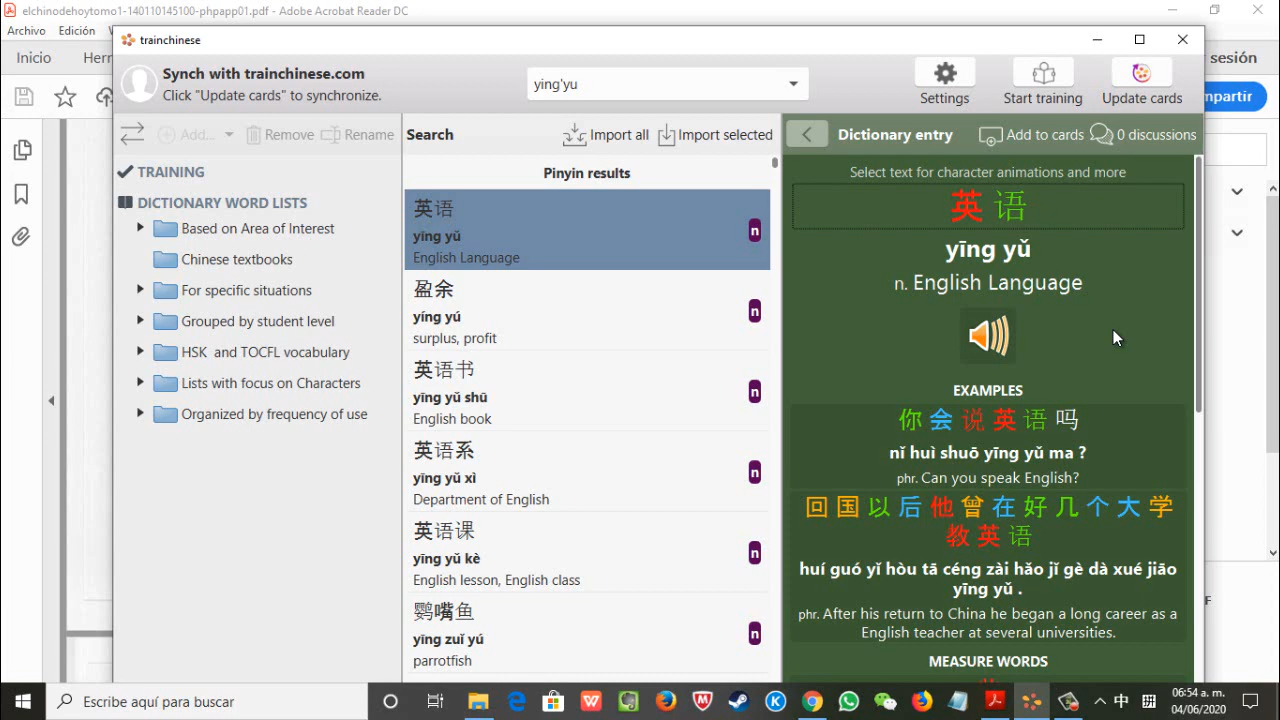 elchinodehoytomo1-140110145100-phpapp01.pdf - Adobe Acrobat Reader DC
Archivo Edición
Inicio
sesión
trainchinese
Synch with trainchinese.com
Click "Update cards" to synchronize.
ying'yu
Settings
Start training
Update cards
Add...
Remove
Rename
TRAINING
DICTIONARY WORD LISTS
Based on Area of Interest
Chinese textbooks
For specific situations
Grouped by student level
HSK and TOCFL vocabulary
Lists with focus on Characters
Organized by frequency of use
Search
Import all
Import selected
Pinyin results
英语
yīng yǔ
English Language
n
盈余
yíng yú
surplus, profit
n
英语书
yīng yǔ shū
English book
n
英语系
yīng yǔ xì
Department of English
n
英语课
yīng yǔ kè
English lesson, English class
n
鹦嘴鱼
yīng zuǐ yú
parrotfish
n
Dictionary entry
Add to cards
0 discussions
Select text for character animations and more
英语
yīng yǔ
n. English Language
EXAMPLES
你会说英语吗
nǐ huì shuō yīng yǔ ma ?
phr. Can you speak English?
回国以后他曾在好几个大学
教英语
huí guó yǐ hòu tā céng zài hǎo jǐ gè dà xué jiāo
yīng yǔ .
phr. After his return to China he began a long career as a
English teacher at several universities.
MEASURE WORDS
Escribe aquí para buscar
中
拼
06:54 a. m.
04/06/2020